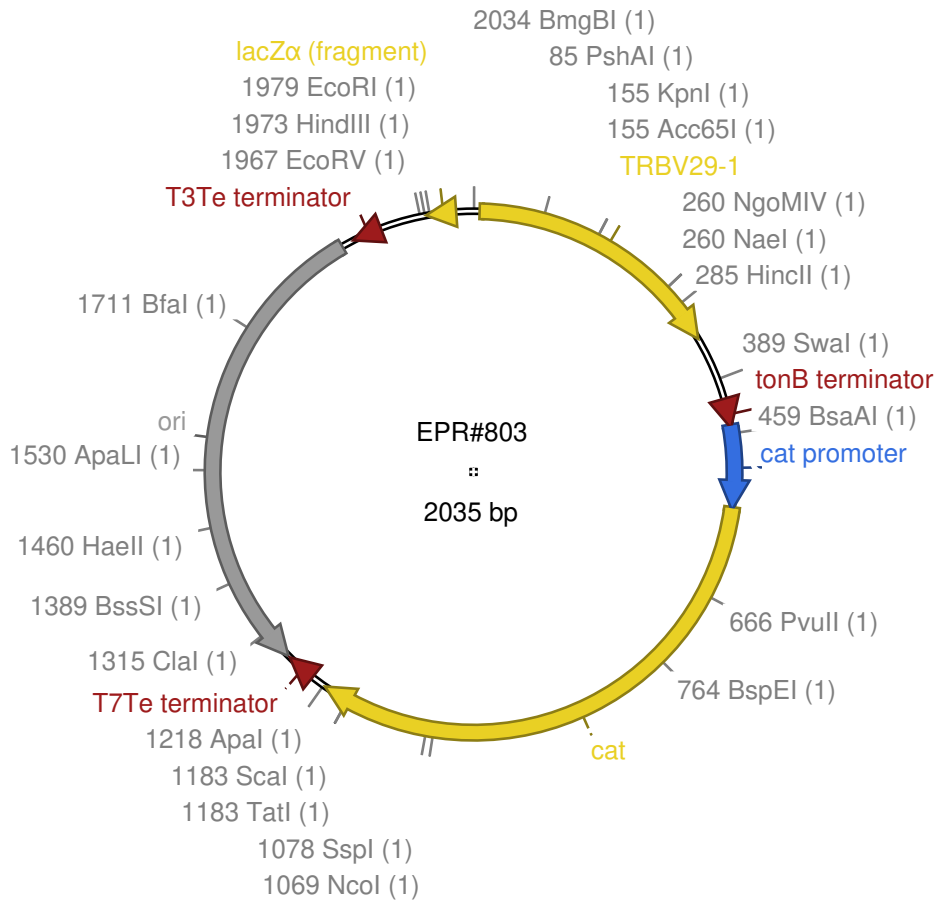 2034 BmgBI (1)
85 PshAI (1)
155 KpnI (1)
155 Acc65I (1)
TRBV29-1
260 NgoMIV (1)
260 NaeI (1)
285 HincII (1)
389 SwaI (1)
tonB terminator
459 BsaAI (1)
cat promoter
666 PvuII (1)
764 BspEI (1)
cat
1069 NcoI (1)
1078 SspI (1)
1183 TatI (1)
1183 ScaI (1)
1218 ApaI (1)
T7Te terminator
1315 ClaI (1)
1389 BssSI (1)
1460 HaeII (1)
1530 ApaLI (1)
ori
1711 BfaI (1)
T3Te terminator
1967 EcoRV (1)
1973 HindIII (1)
1979 EcoRI (1)
lacZα (fragment)
EPR#803
2035 bp